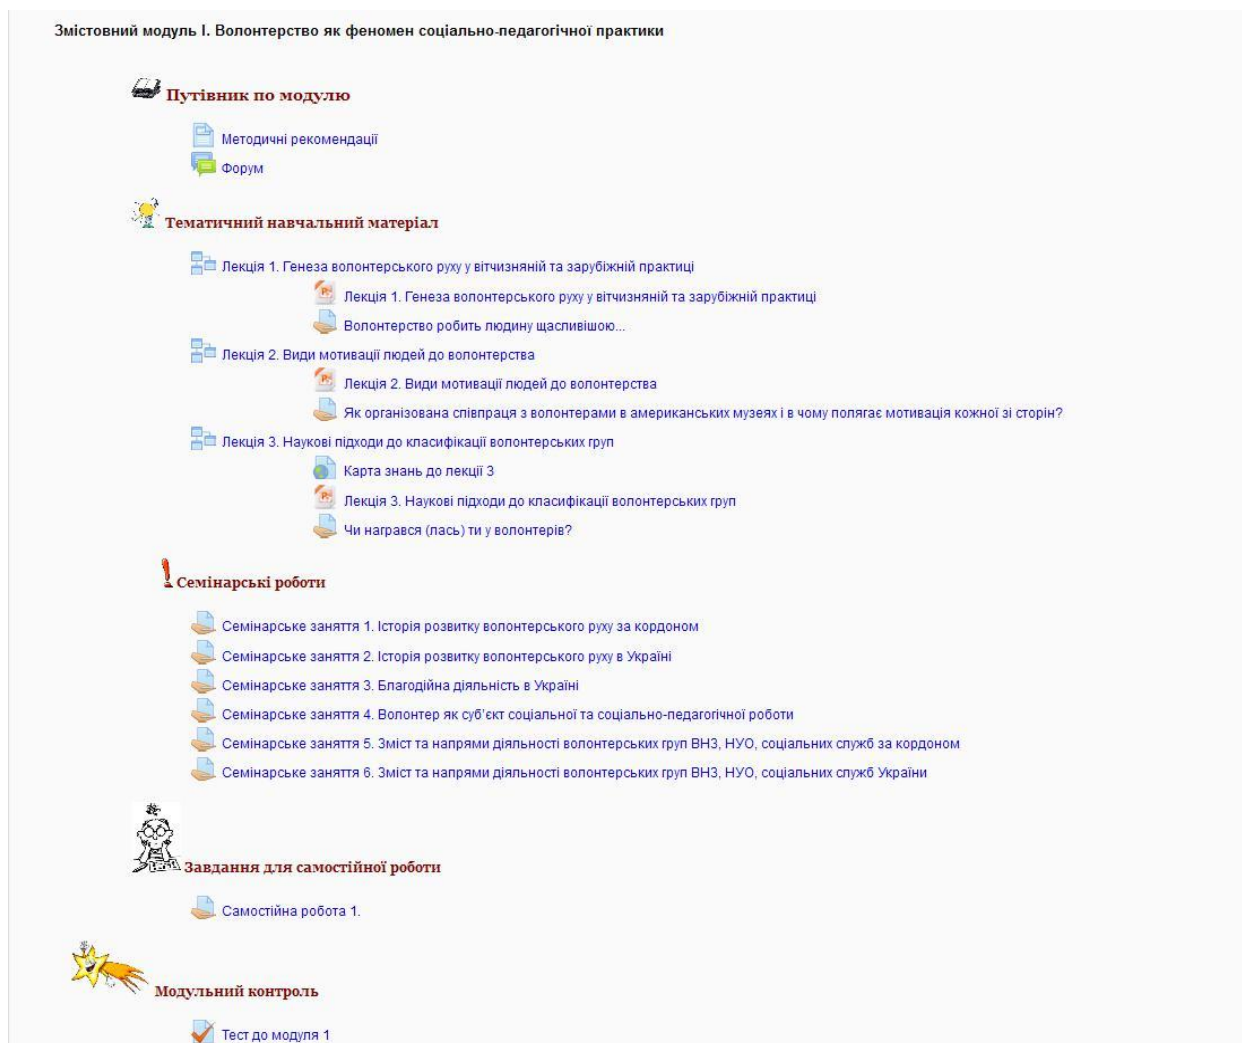 Змістовний модуль І. Волонтерство як феномен соціально-педагогічної практики
Путівник по модулю
Методичні рекомендації
Форум
Тематичний навчальний матеріал
Лекція 1. Генеза волонтерського руху у вітчизняній та зарубіжній практиці
Лекція 1. Генеза волонтерського руху у вітчизняній та зарубіжній практиці
Волонтерство робить людину щасливішою...
Лекція 2. Види мотивації людей до волонтерства
Лекція 2. Види мотивації людей до волонтерства
Як організована співпраця з волонтерами в американських музеях і в чому полягає мотивація кожної зі сторін?
Лекція 3. Наукові підходи до класифікації волонтерських груп
Карта знань до лекції 3
Лекція 3. Наукові підходи до класифікації волонтерських груп
Чи награвся (лась) ти у волонтерів?
Семінарські роботи
Семінарське заняття 1. Історія розвитку волонтерського руху за кордоном
Семінарське заняття 2. Історія розвитку волонтерського руху в Україні
Семінарське заняття 3. Благодійна діяльність в Україні
Семінарське заняття 4. Волонтер як суб'єкт соціальної та соціально-педагогічної роботи
Семінарське заняття 5. Зміст та напрями діяльності волонтерських груп ВНЗ, НУО, соціальних служб за кордоном
Семінарське заняття 6. Зміст та напрями діяльності волонтерських груп ВНЗ, НУО, соціальних служб України
Завдання для самостійної роботи
Самостійна робота 1.
Модульний контроль
Тест до модуля 1